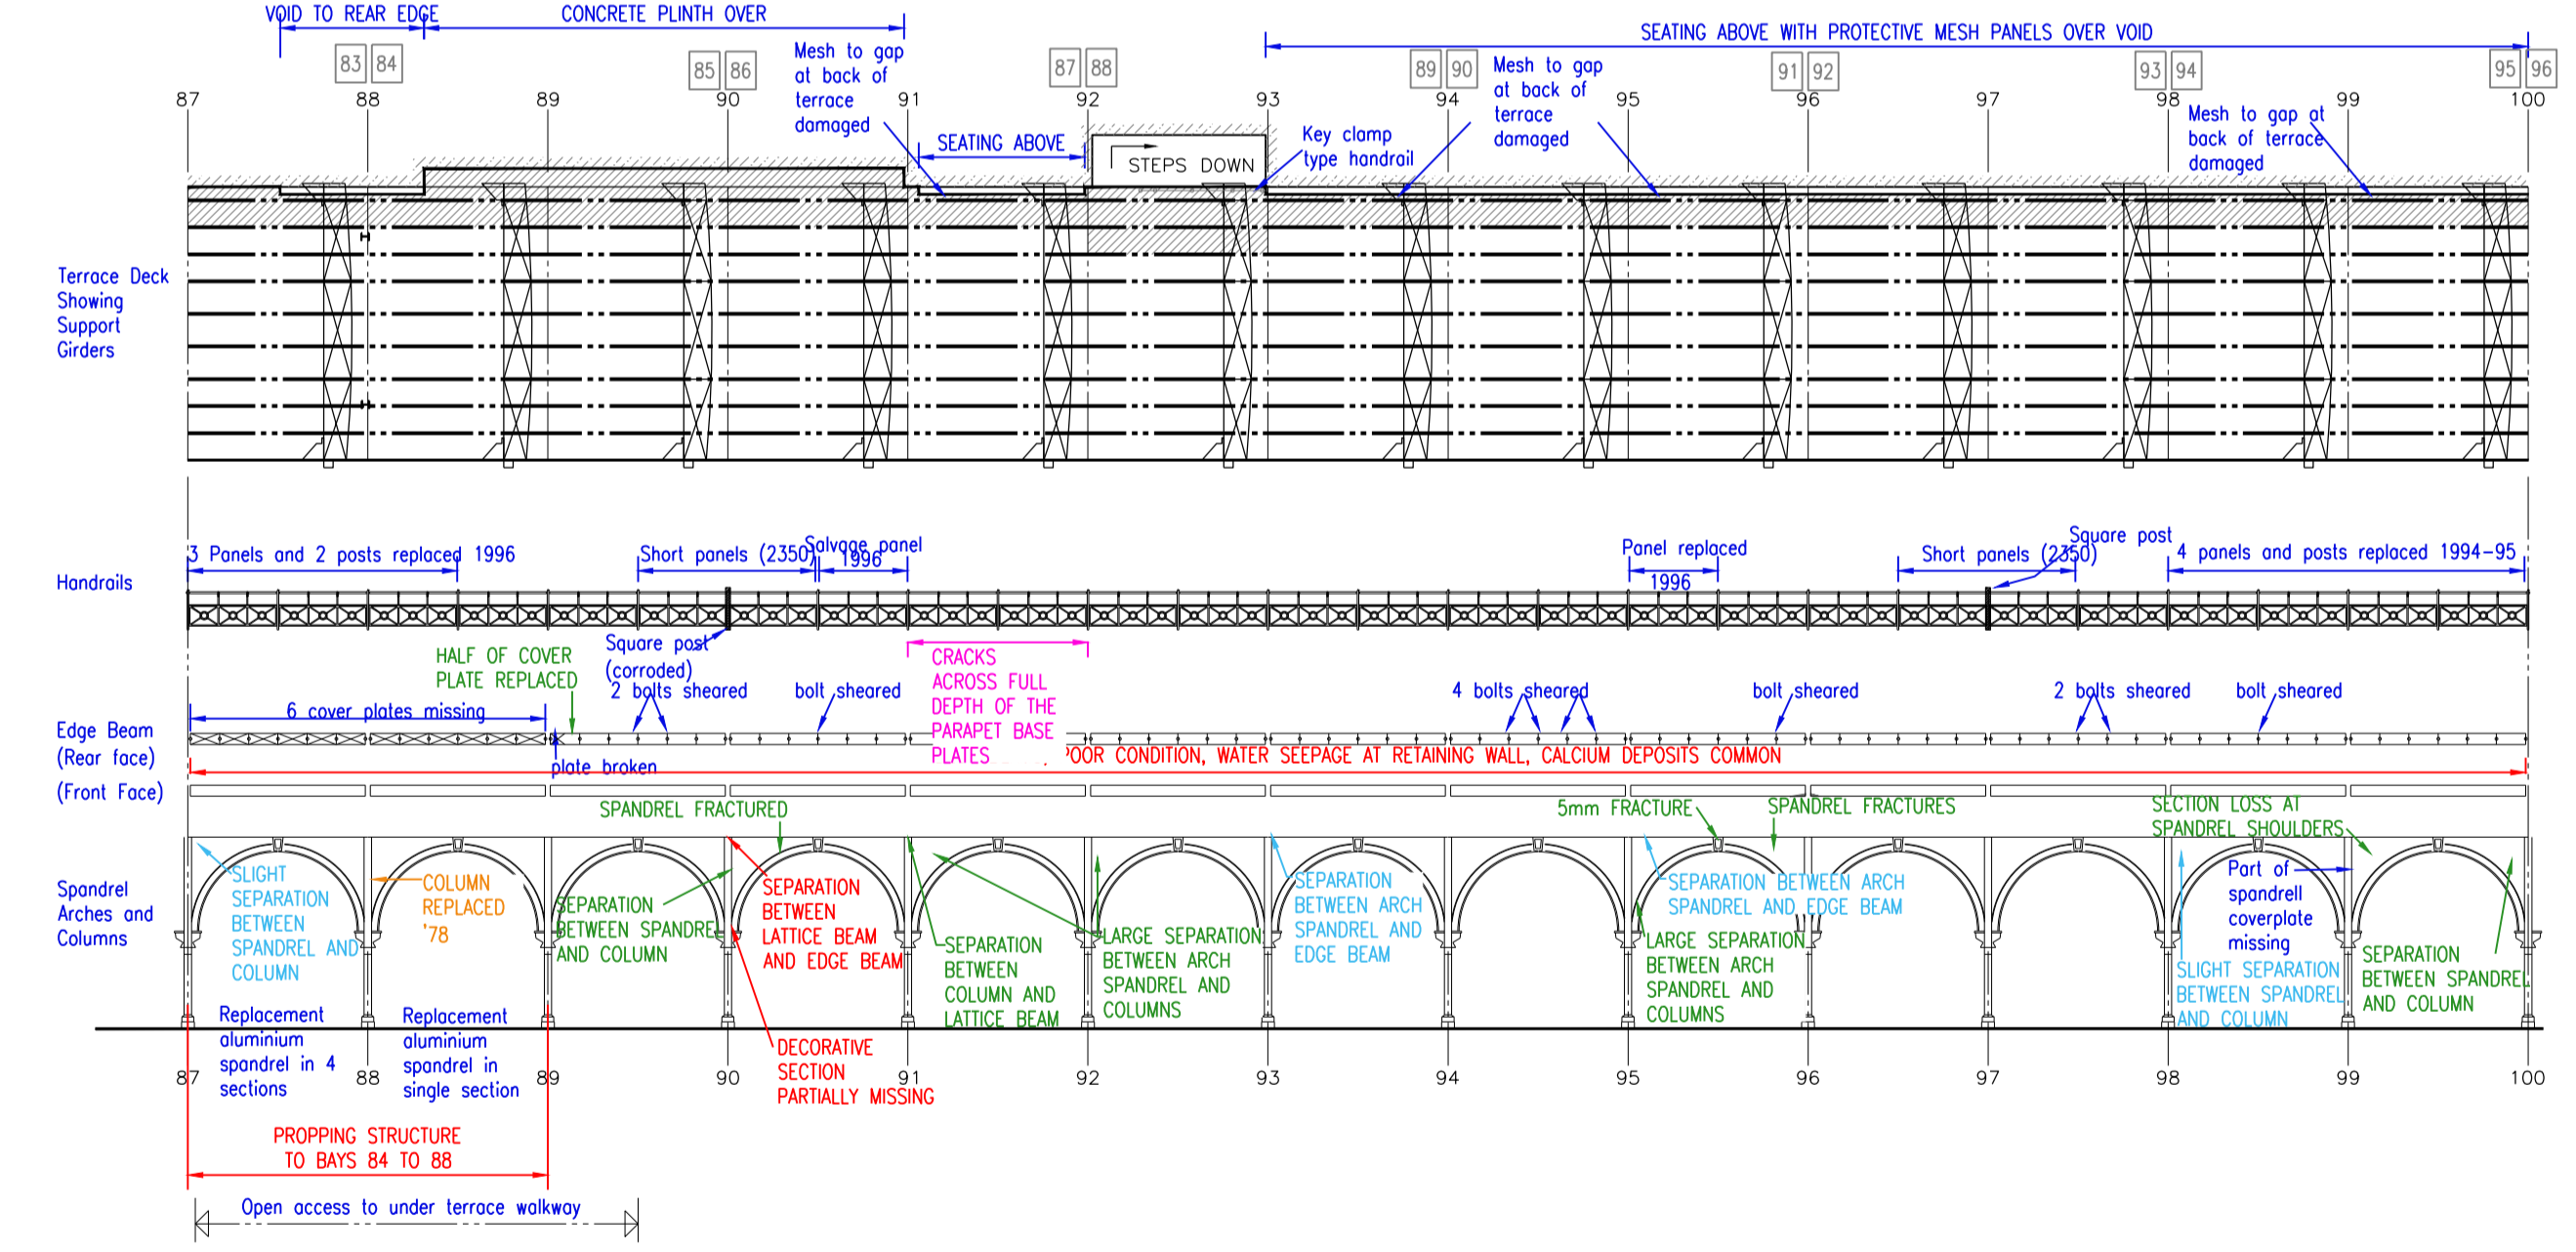 VOID TO REAR EDGE
CONCRETE PLINTH OVER
SEATING ABOVE WITH PROTECTIVE MESH PANELS OVER VOID
83 84
85 86
87 88
89 90
91 92
93 94
95 96
Mesh to gap
at back of
terrace
damaged
Mesh to gap
at back of
terrace
damaged
Mesh to gap at
back of terrace
damaged
87 88 89 90 91 92 93 94 95 96 97 98 99 100
SEATING ABOVE
STEPS DOWN
Key clamp
type handrail
Terrace Deck
Showing
Support
Girders
3 Panels and 2 posts replaced 1996
Short panels (2350)
Salvage panel
1996
Panel replaced
1996
Short panels (2350)
Square post
4 panels and posts replaced 1994-95
Handrails
Square post
(corroded)
HALF OF COVER
PLATE REPLACED
6 cover plates missing
2 bolts sheared
bolt sheared
CRACKS
ACROSS FULL
DEPTH OF THE
PARAPET BASE
PLATES
4 bolts sheared
bolt sheared
2 bolts sheared
bolt sheared
Edge Beam
(Rear face)
plate broken
POOR CONDITION, WATER SEEPAGE AT RETAINING WALL, CALCIUM DEPOSITS COMMON
(Front Face)
SPANDREL FRACTURED
5mm FRACTURE
SPANDREL FRACTURES
SECTION LOSS AT
SPANDREL SHOULDERS
Spandrel
Arches and
Columns
SLIGHT
SEPARATION
BETWEEN
SPANDREL AND
COLUMN
COLUMN
REPLACED
'78
SEPARATION
BETWEEN SPANDREL
AND COLUMN
SEPARATION
BETWEEN
LATTICE BEAM
AND EDGE BEAM
SEPARATION
BETWEEN
COLUMN AND
LATTICE BEAM
LARGE SEPARATION
BETWEEN ARCH
SPANDREL AND
COLUMNS
SEPARATION
BETWEEN ARCH
SPANDREL AND
EDGE BEAM
SEPARATION BETWEEN ARCH
SPANDREL AND EDGE BEAM
LARGE SEPARATION
BETWEEN ARCH
SPANDREL AND
COLUMNS
Part of
spandrell
coverplate
missing
SLIGHT SEPARATION
BETWEEN SPANDREL
AND COLUMN
SEPARATION
BETWEEN SPANDREL
AND COLUMN
Replacement
aluminium
spandrel in 4
sections
Replacement
aluminium
spandrel in
single section
DECORATIVE
SECTION
PARTIALLY MISSING
87 88 89 90 91 92 93 94 95 96 97 98 99 100
PROPPING STRUCTURE
TO BAYS 84 TO 88
Open access to under terrace walkway